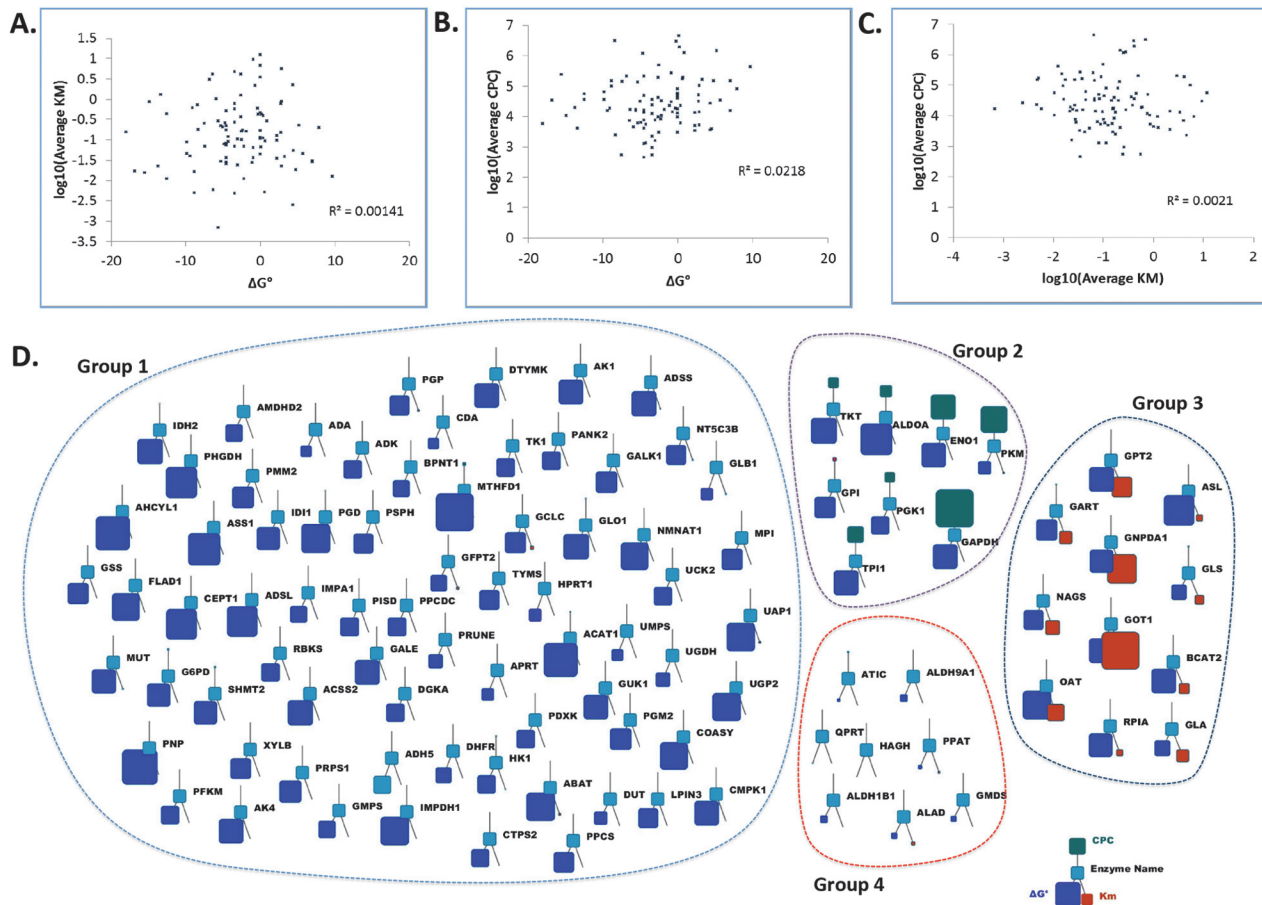 A.
log10(Average KM)
1.5
1
0.5
0
-0.5
-1
-1.5
-2
-2.5
-3
-3.5
R² = 0.00141
-20
-10
0
10
20
ΔG°
B.
log10(Average CPC)
7
6
5
4
3
2
1
0
R² = 0.0218
-20
-10
0
10
20
ΔG°
C.
log10(Average CPC)
7
6
5
4
3
2
1
0
R² = 0.0021
-4
-3
-2
-1
0
1
2
log10(Average KM)
D.
Group 1
PGP
DTYMK
AK1
ADSS
IDH2
AMDHD2
ADA
ADK
CDA
TK1
PANK2
NT5C3B
PHGDH
PMM2
BPNT1
GALK1
GLB1
MTHFD1
AHCYL1
ASS1
IDI1
PGD
PSPH
GCLC
GLO1
NMNAT1
MPI
GSS
FLAD1
CEPT1
ADSL
IMPA1
PISD
PPCDC
GFPT2
TYMS
HPRT1
UCK2
UAP1
MUT
G6PD
SHMT2
RBKS
ACSS2
GALE
DGKA
PRUNE
APRT
ACAT1
UMPS
UGDH
GUK1
UGP2
PNP
XYLB
PRPS1
ADH5
DHFR
HK1
PDXK
PGM2
COASY
PFKM
AK4
GMPS
IMPDH1
CTPS2
ABAT
PPCS
DUT
LPIN3
CMPK1
Group 2
TKT
ALDOA
ENO1
PKM
GPI
PGK1
GAPDH
TPI1
Group 3
GPT2
ASL
GART
GNPDA1
GLS
NAGS
GOT1
BCAT2
OAT
RPIA
GLA
ATIC
ALDH9A1
QPRT
HAGH
PPAT
ALDH1B1
ALAD
GMDS
Group 4
CPC
Enzyme Name
ΔG°
Km